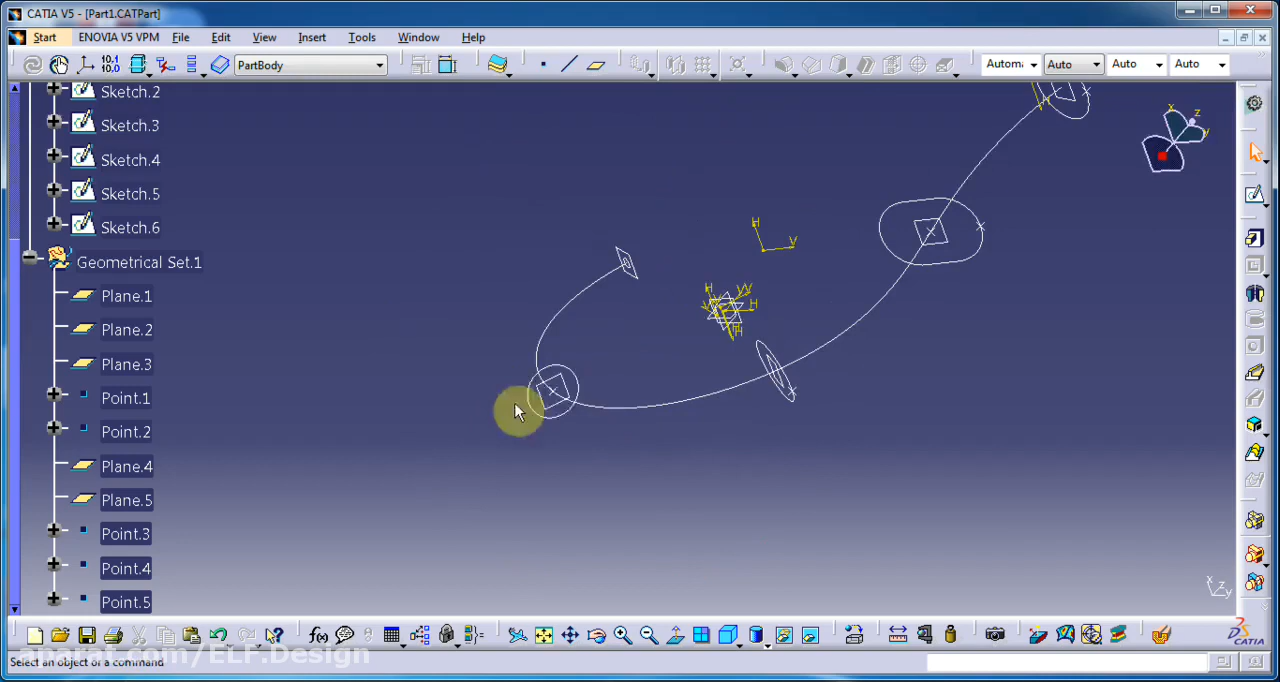 CATIA V5 - [Part1.CATPart]
Start ENOVIA V5 VPM File Edit View Insert Tools Window Help
PartBody Automa Auto Auto Auto
Sketch.2
Sketch.3
Sketch.4
Sketch.5
Sketch.6
Geometrical Set.1
Plane.1
Plane.2
Plane.3
Point.1
Point.2
Plane.4
Plane.5
Point.3
Point.4
Point.5
x z y
H V
H V V H H
x z y
f(x)
CATIA
Select an object or a command
aparat.com/ELF.Design